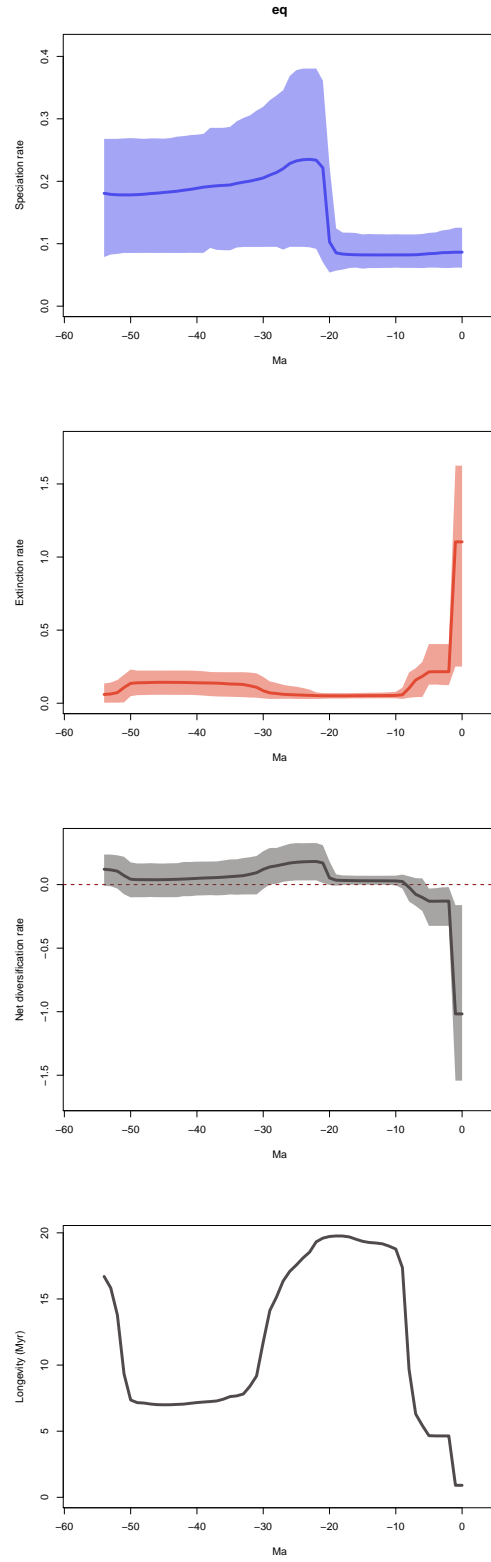 eq
Speciation rate
0.4
0.3
0.2
0.1
0.0
−60 −50 −40 −30 −20 −10 0
Ma
Extinction rate
1.5
1.0
0.5
0.0
−60 −50 −40 −30 −20 −10 0
Ma
Net diversification rate
0.0
−0.5
−1.0
−1.5
−60 −50 −40 −30 −20 −10 0
Ma
Longevity (Myr)
20
15
10
5
0
−60 −50 −40 −30 −20 −10 0
Ma